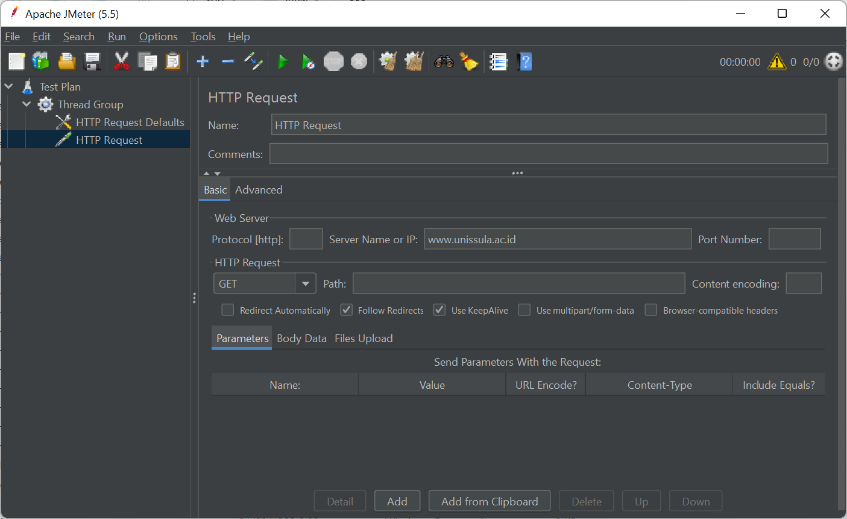 Apache JMeter (5.5)
File Edit Search Run Options Tools Help
00:00:00 0 0/0
Test Plan
Thread Group
HTTP Request Defaults
HTTP Request
HTTP Request
Name: HTTP Request
Comments:
Basic Advanced
Web Server
Protocol [http]: Server Name or IP: www.unissula.ac.id Port Number:
HTTP Request
GET Path: Content encoding:
Redirect Automatically Follow Redirects Use KeepAlive Use multipart/form-data Browser-compatible headers
Parameters Body Data Files Upload
Send Parameters With the Request:
Name: Value URL Encode? Content-Type Include Equals?
Detail Add Add from Clipboard Delete Up Down